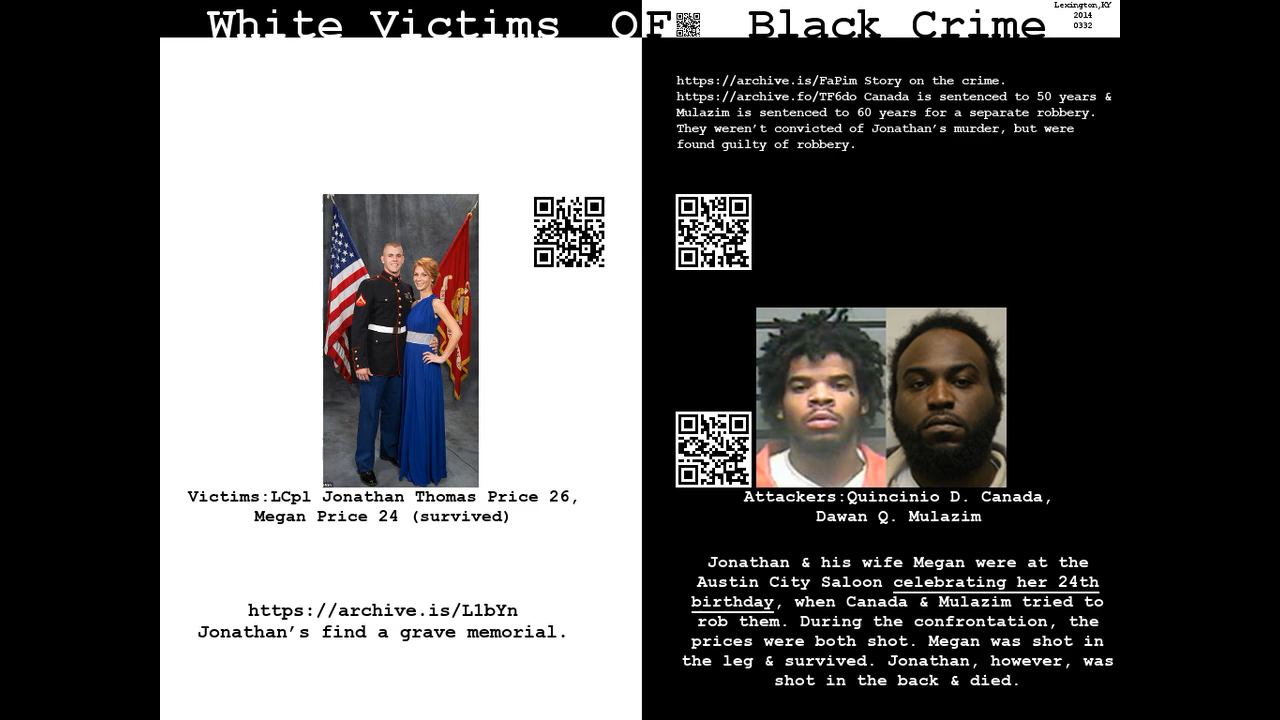 White Victims OF Black Crime
Lexington,KY
2014
0332
https://archive.is/FaPim Story on the crime.
https://archive.fo/TF6do Canada is sentenced to 50 years &
Mulazim is sentenced to 60 years for a separate robbery.
They weren't convicted of Jonathan's murder, but were
found guilty of robbery.
Victims:LCpl Jonathan Thomas Price 26,
Megan Price 24 (survived)
https://archive.is/L1bYn
Jonathan's find a grave memorial.
Attackers:Quincinio D. Canada,
Dawan Q. Mulazim
Jonathan & his wife Megan were at the
Austin City Saloon celebrating her 24th
birthday, when Canada & Mulazim tried to
rob them. During the confrontation, the
prices were both shot. Megan was shot in
the leg & survived. Jonathan, however, was
shot in the back & died.